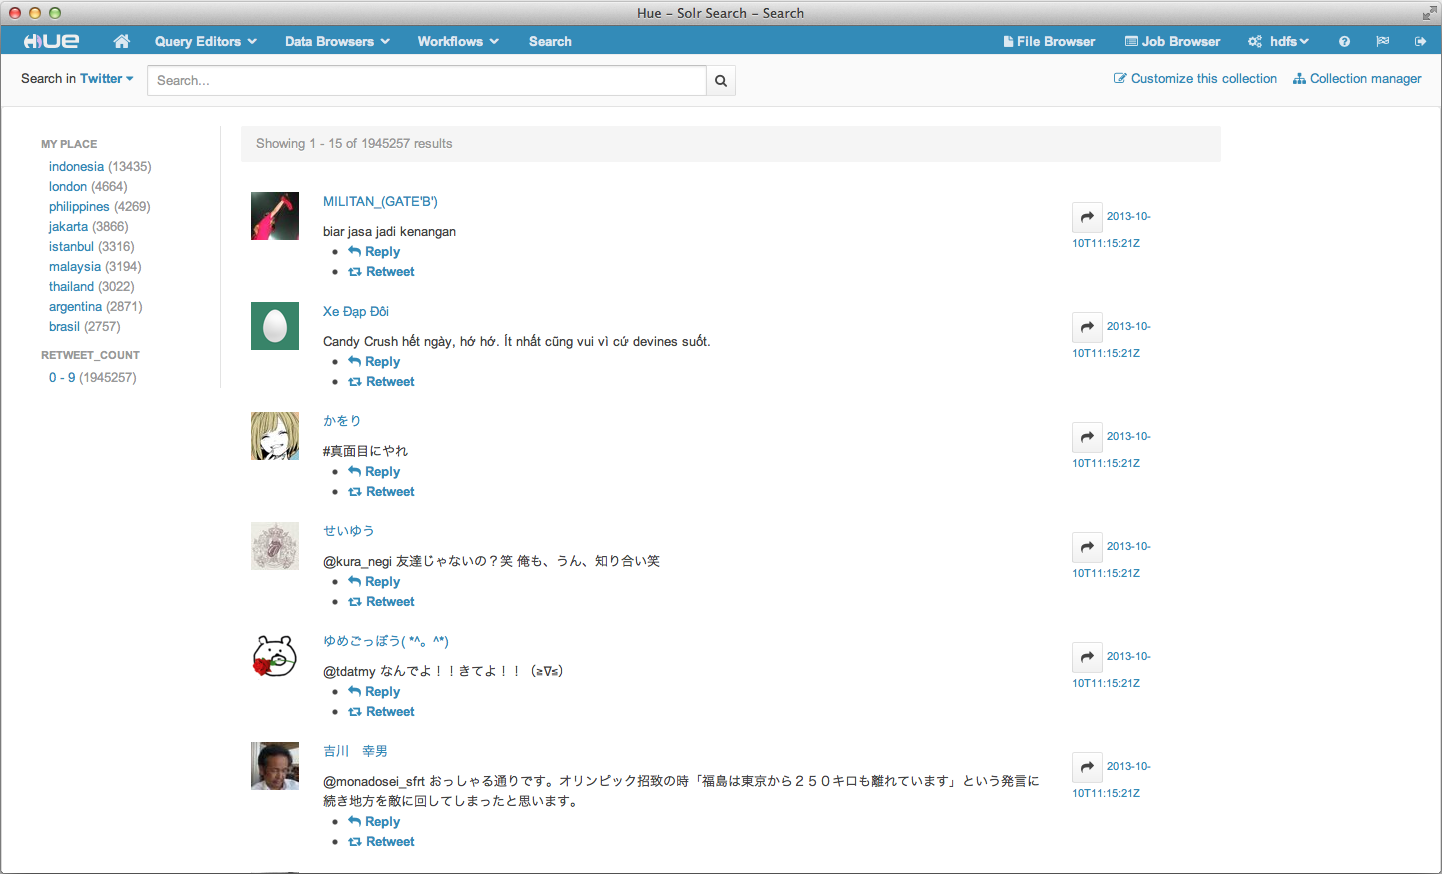 Hue - Solr Search - Search
HUE Query Editors Data Browsers Workflows Search File Browser Job Browser hdfs
Search in Twitter Search... Customize this collection Collection manager
MY PLACE
indonesia (13435)
london (4664)
philippines (4269)
jakarta (3866)
istanbul (3316)
malaysia (3194)
thailand (3022)
argentina (2871)
brasil (2757)
RETWEET_COUNT
0 - 9 (1945257)
Showing 1 - 15 of 1945257 results
MILITAN_(GATE'B')
biar jasa jadi kenangan
Reply
Retweet
2013-10-
10T11:15:21Z
Xe Đạp Đôi
Candy Crush hết ngày, hớ hớ. Ít nhất cũng vui vì cứ devines suốt.
Reply
Retweet
2013-10-
10T11:15:21Z
かをり
#真面目にやれ
Reply
Retweet
2013-10-
10T11:15:21Z
せいゆう
@kura_negi 友達じゃないの？笑 俺も、うん、知り合い笑
Reply
Retweet
2013-10-
10T11:15:21Z
ゆめごっぽう( *^。^*)
@tdatmy なんでよ！！きてよ！！（≧∇≦）
Reply
Retweet
2013-10-
10T11:15:21Z
吉川　幸男
@monadosei_sfrt おっしゃる通りです。オリンピック招致の時「福島は東京から２５０キロも離れています」という発言に
続き地方を敵に回してしまったと思います。
Reply
Retweet
2013-10-
10T11:15:21Z